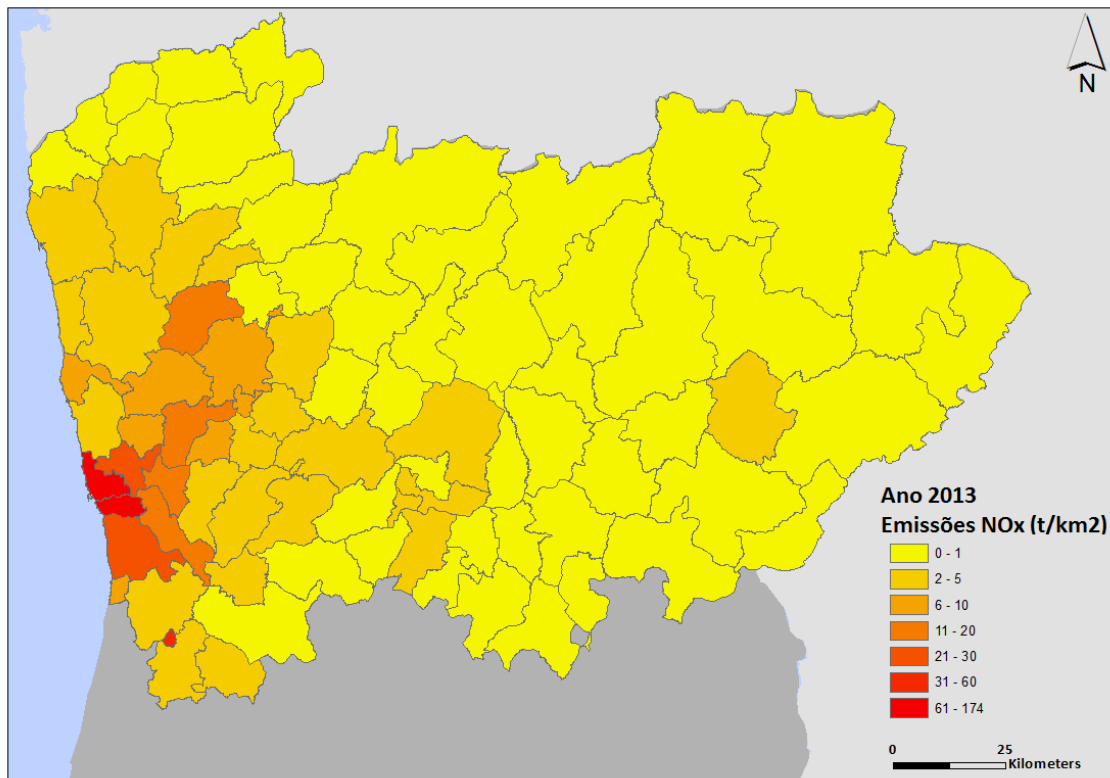 N
Ano 2013
Emissões NOx (t/km2)
0 - 1
2 - 5
6 - 10
11 - 20
21 - 30
31 - 60
61 - 174
0 25
Kilometers